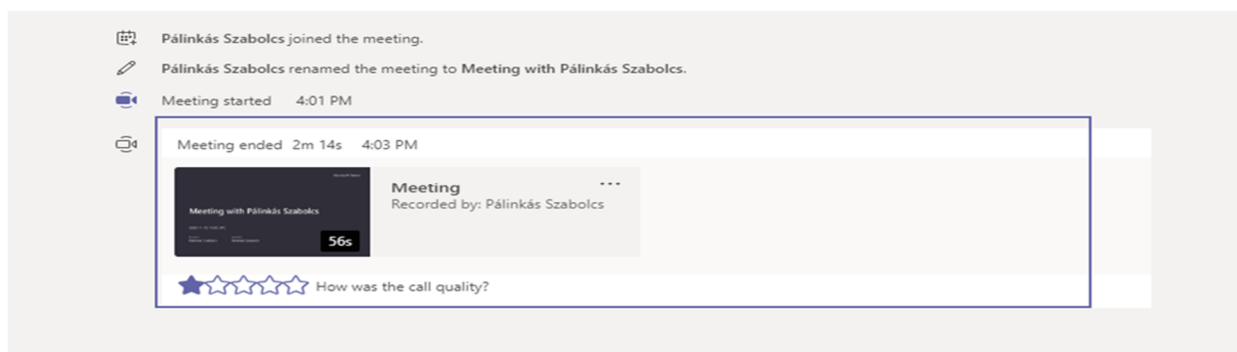 Pálinkás Szabolcs joined the meeting.
Pálinkás Szabolcs renamed the meeting to Meeting with Pálinkás Szabolcs.
Meeting started 4:01 PM
Meeting ended 2m 14s 4:03 PM
Meeting with Pálinkás Szabolcs
56s
Meeting ...
Recorded by: Pálinkás Szabolcs
How was the call quality?